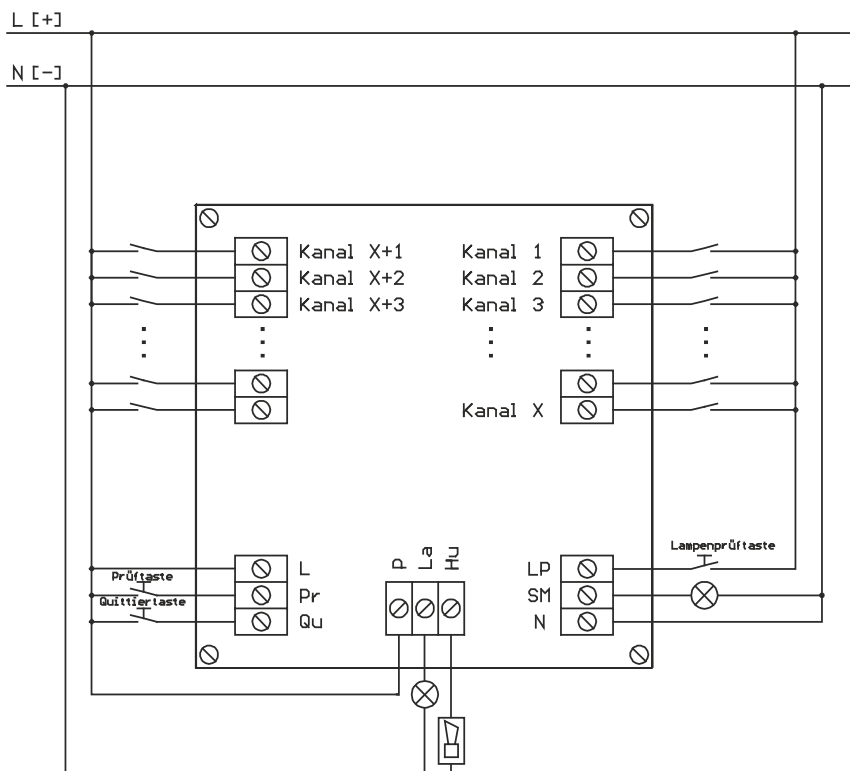 L [+]
N [-]
Kanal X+1
Kanal 1
Kanal X+2
Kanal 2
Kanal X+3
Kanal 3
Kanal X
Lampenprüftaste
Prüftaste
Quittiertaste
L
Pr
Qu
P
La
Hu
LP
SM
N